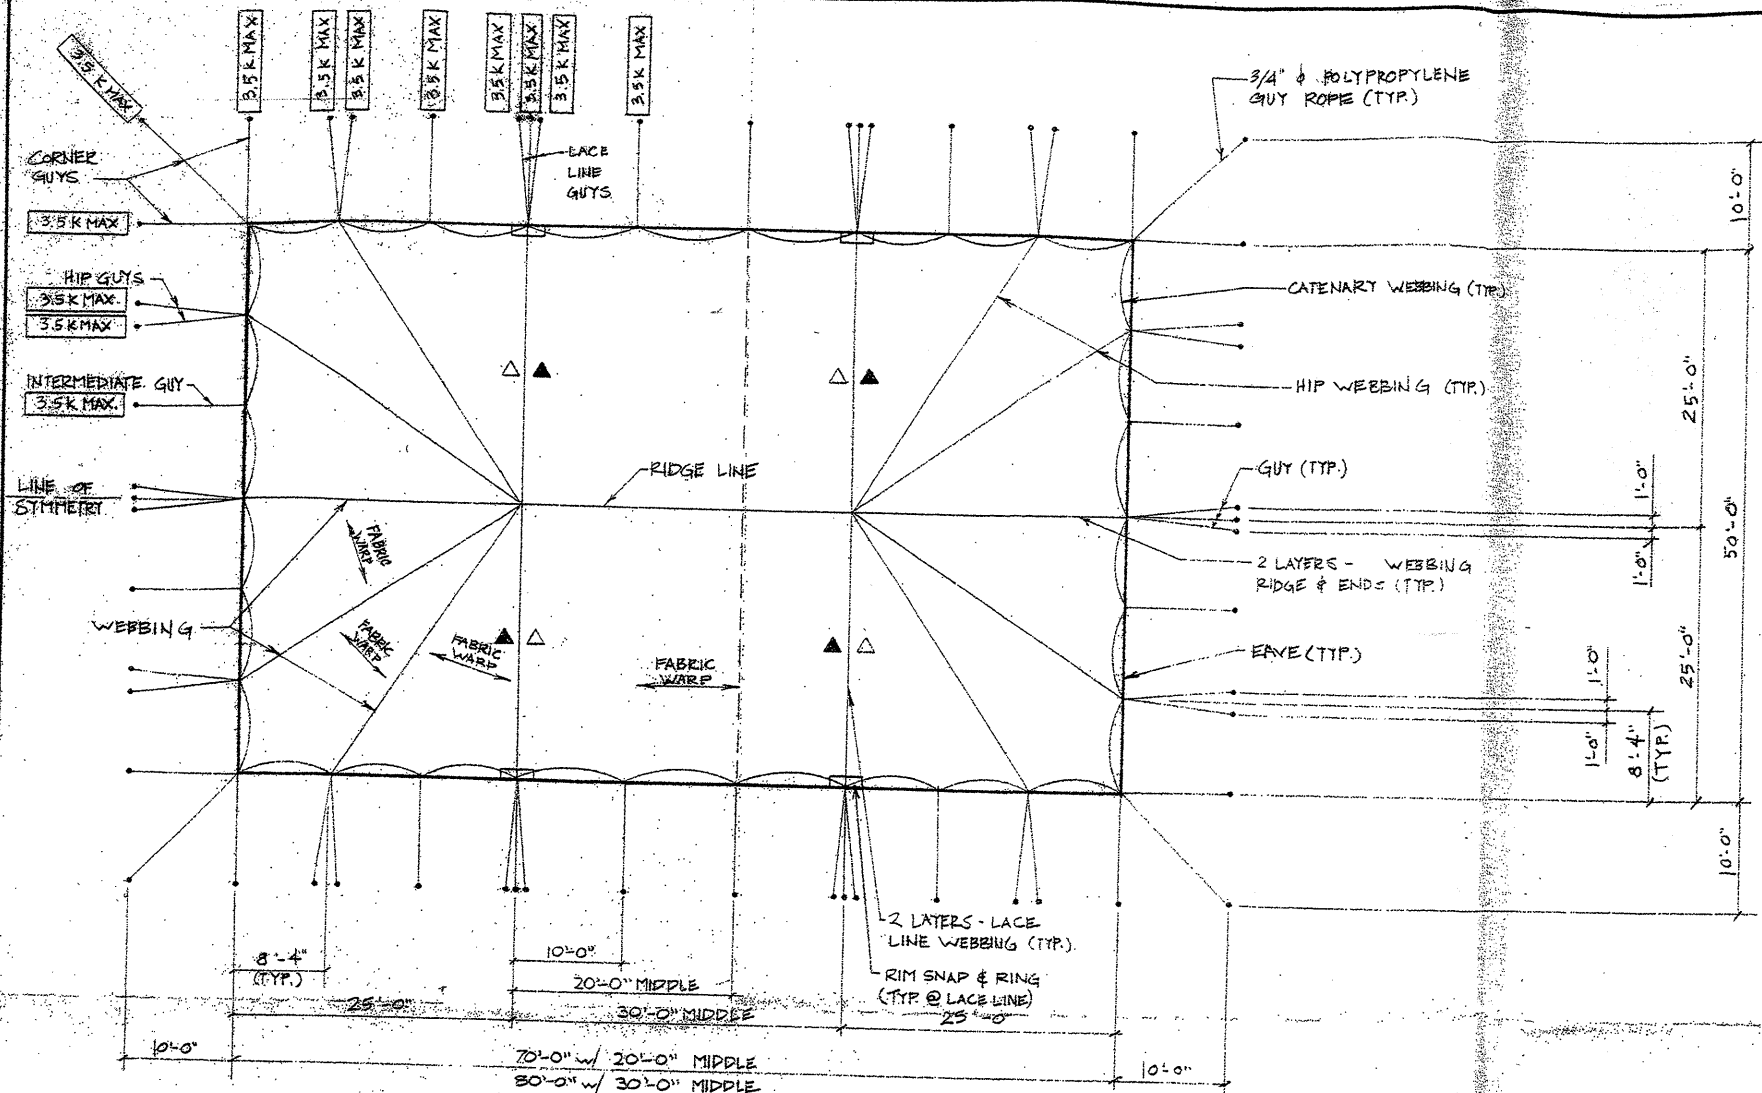 3.5 K MAX
3.5 K MAX
3.5 K MAX
3.5 K MAX
3.5 K MAX
3.5 K MAX
3.5 K MAX
3.5 K MAX
3.5 K MAX
3/4" ϕ POLYPROPYLENE
GUY ROPE (TYP.)
CORNER
GUYS
LACE
LINE
GUYS
3.5 K MAX
10'-0"
HIP GUYS
3.5 K MAX.
3.5 K MAX
CATENARY WEBBING (TYP.)
INTERMEDIATE GUY
3.5 K MAX.
HIP WEBBING (TYP.)
25'-0"
RIDGE LINE
GUY (TYP.)
LINE OF
SYMMETRY
1'-0"
50'-0"
FABRIC
WARP
2 LAYERS - WEBBING
RIDGE & ENDS (TYP.)
1'-0"
WEBBING
FABRIC
WARP
FABRIC
WARP
FABRIC
WARP
EAVE (TYP.)
1'-0"
25'-0"
1'-0"
8'-4"
(TYP.)
10'-0"
2 LAYERS - LACE
LINE WEBBING (TYP.)
8'-4"
(TYP.)
10'-0"
20'-0" MIDDLE
RIM SNAP & RING
(TYP. @ LACE LINE)
25'-0"
30'-0" MIDDLE
25'-0"
10'-0"
70'-0" w/ 20'-0" MIDDLE
80'-0" w/ 30'-0" MIDDLE
10'-0"